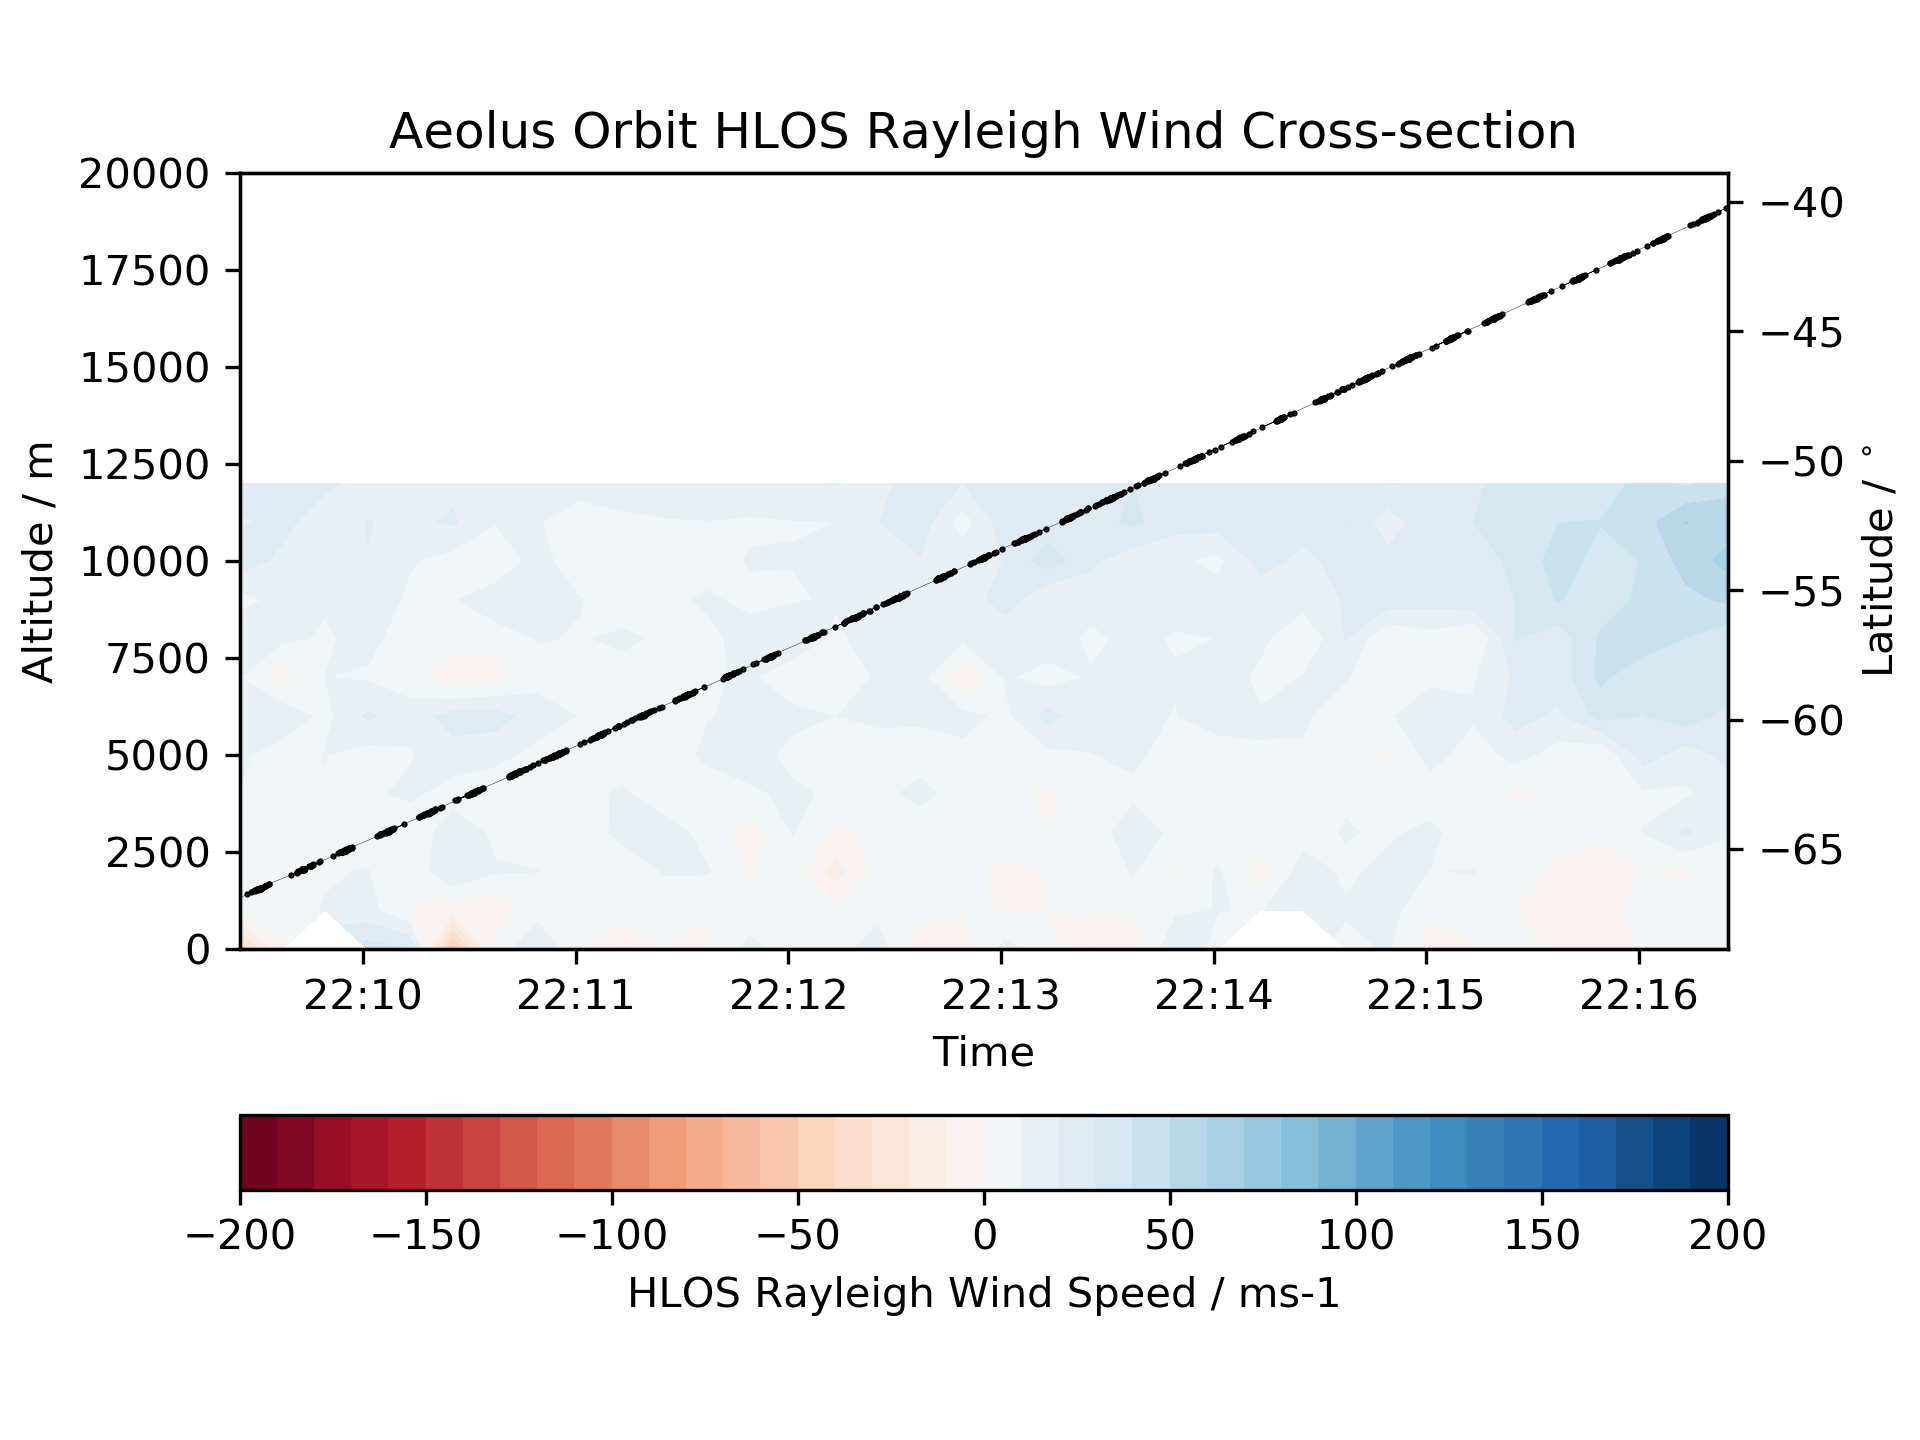 Aeolus Orbit HLOS Rayleigh Wind Cross-section
20000
17500
15000
12500
10000
7500
5000
2500
0
Altitude / m
−40
−45
−50
−55
−60
−65
Latitude / °
22:10 22:11 22:12 22:13 22:14 22:15 22:16
Time
−200 −150 −100 −50 0 50 100 150 200
HLOS Rayleigh Wind Speed / ms-1